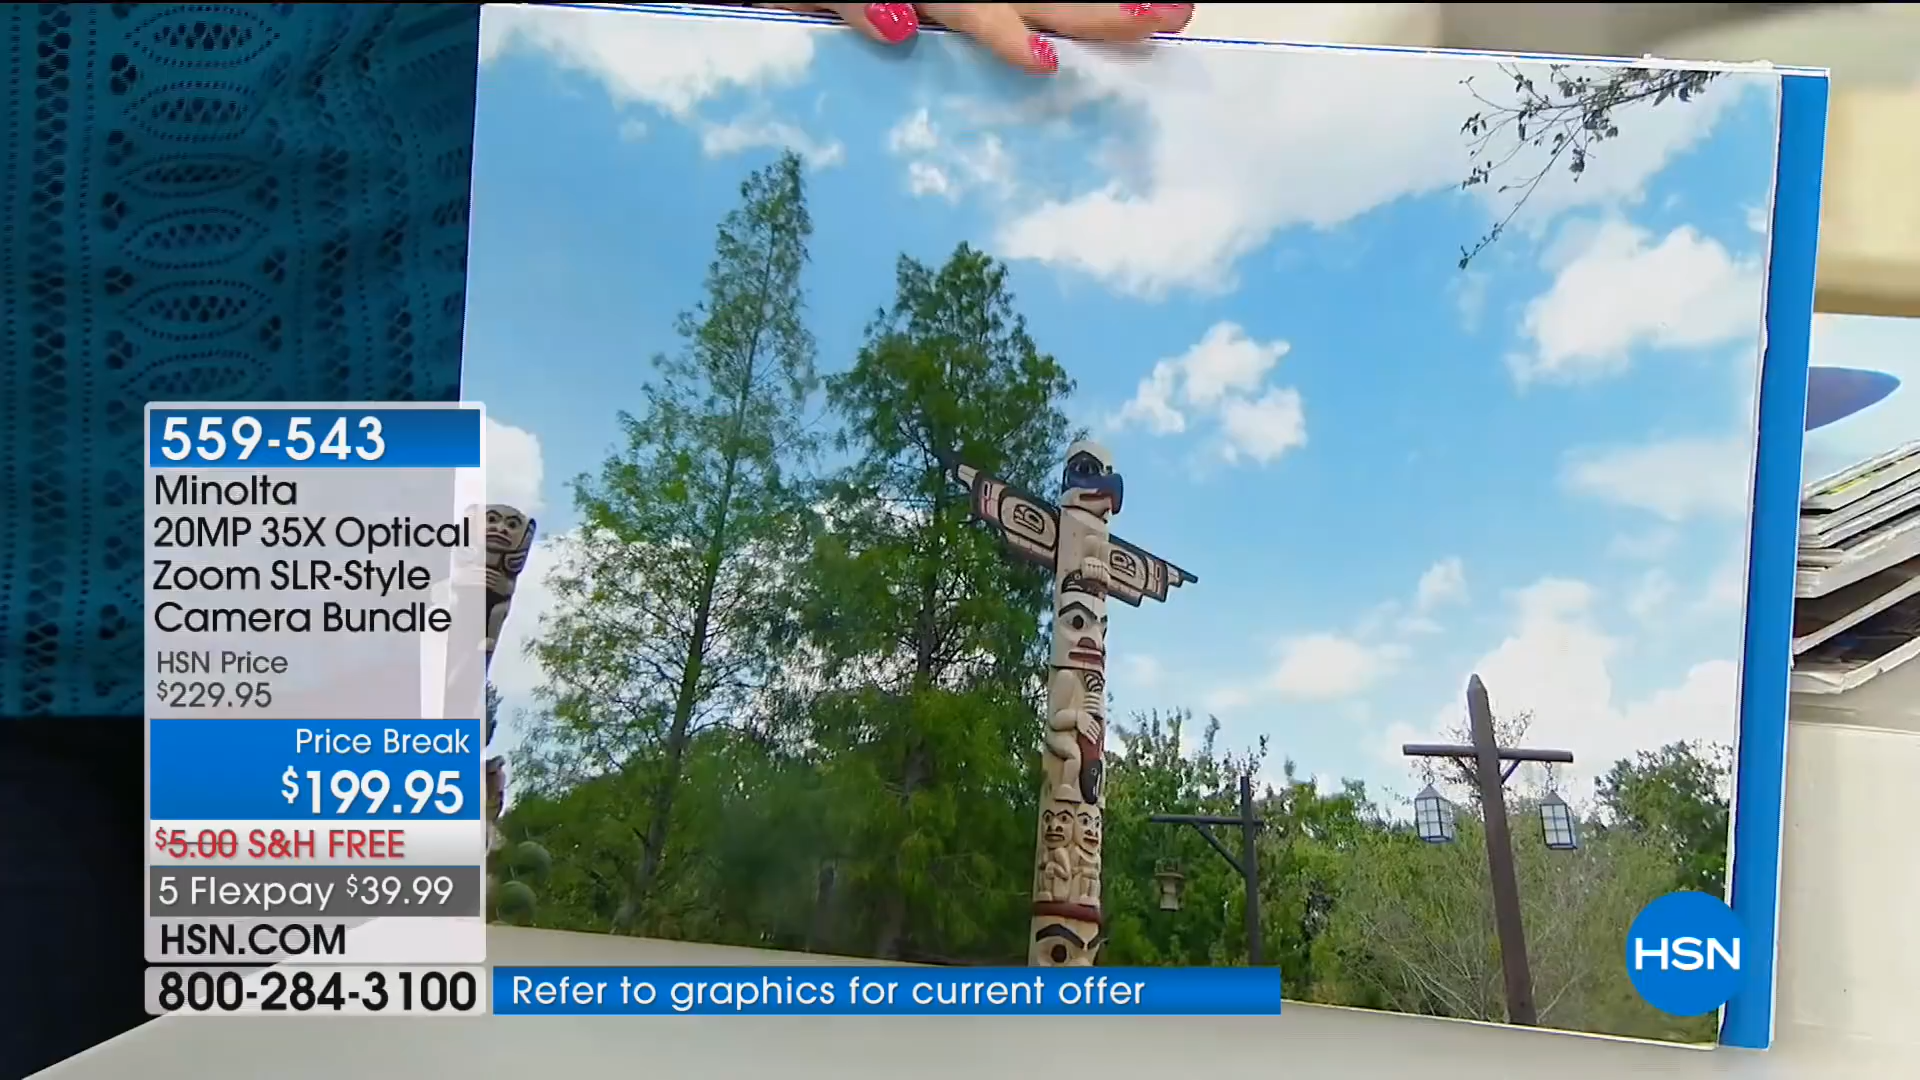 559-543
Minolta
20MP 35X Optical
Zoom SLR-Style
Camera Bundle
HSN Price
$229.95
Price Break
$199.95
$5.00 S&H FREE
5 Flexpay $39.99
HSN.COM
800-284-3100
Refer to graphics for current offer
HSN